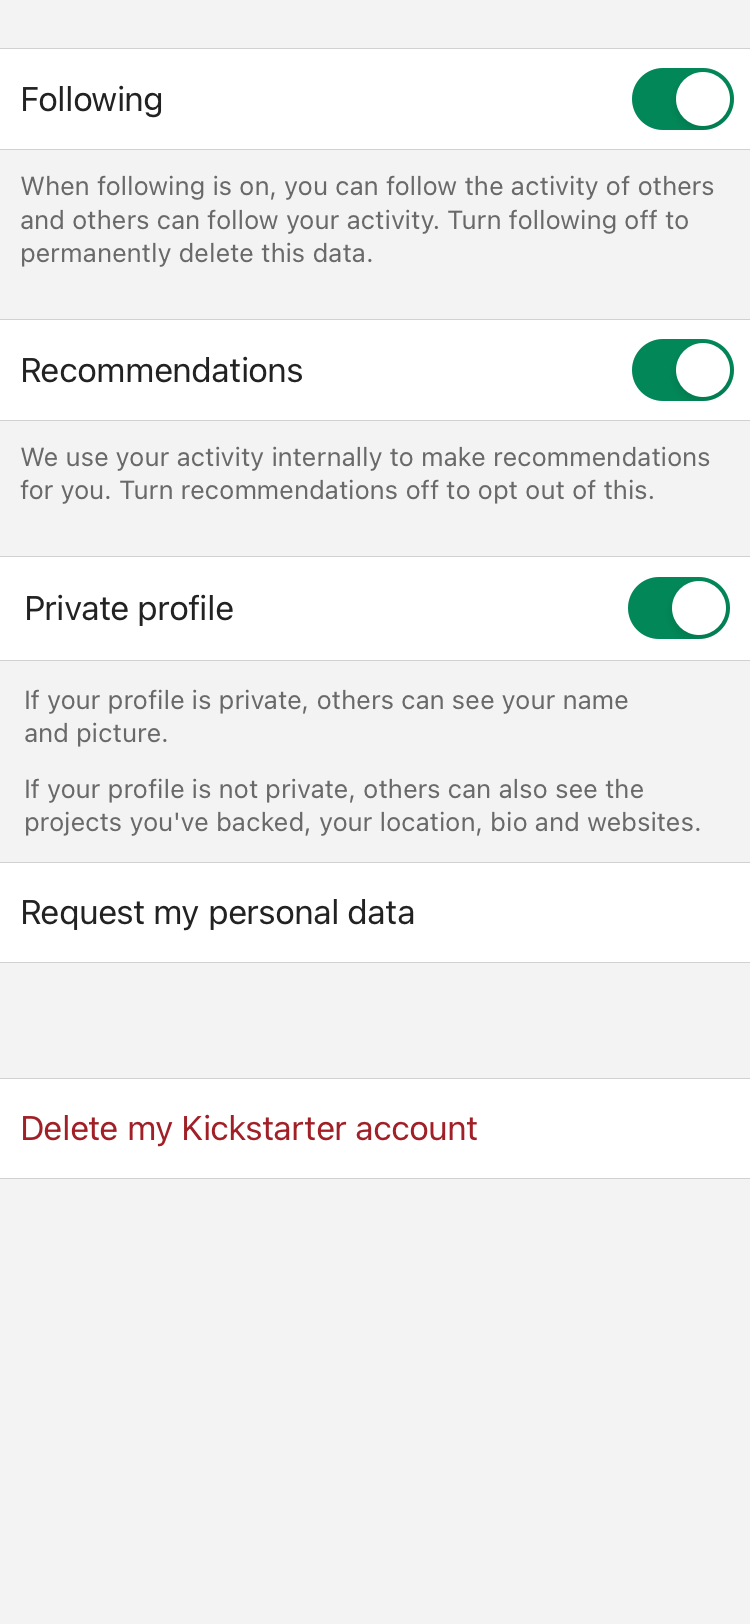 Following
When following is on, you can follow the activity of others
and others can follow your activity. Turn following off to
permanently delete this data.
Recommendations
We use your activity internally to make recommendations
for you. Turn recommendations off to opt out of this.
Private profile
If your profile is private, others can see your name
and picture.
If your profile is not private, others can also see the
projects you've backed, your location, bio and websites.
Request my personal data
Delete my Kickstarter account